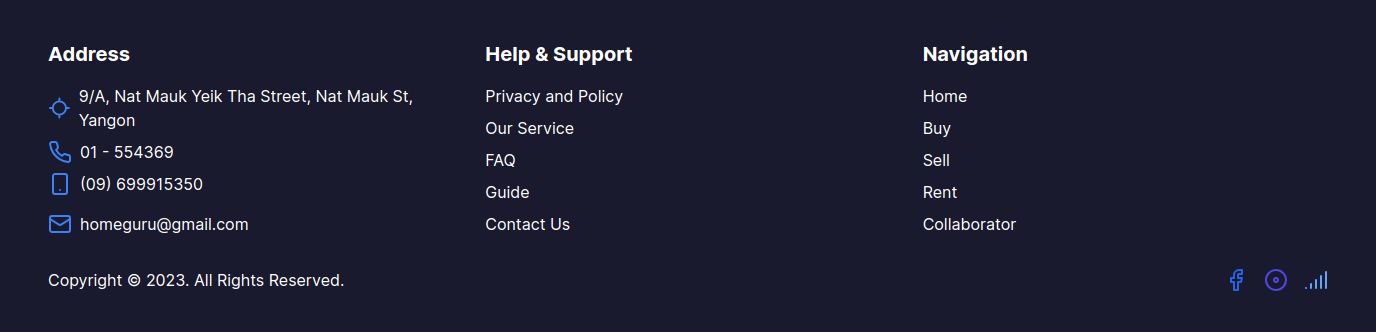 Address
9/A, Nat Mauk Yeik Tha Street, Nat Mauk St,
Yangon
01 - 554369
(09) 699915350
homeguru@gmail.com
Help & Support
Privacy and Policy
Our Service
FAQ
Guide
Contact Us
Navigation
Home
Buy
Sell
Rent
Collaborator
Copyright © 2023. All Rights Reserved.